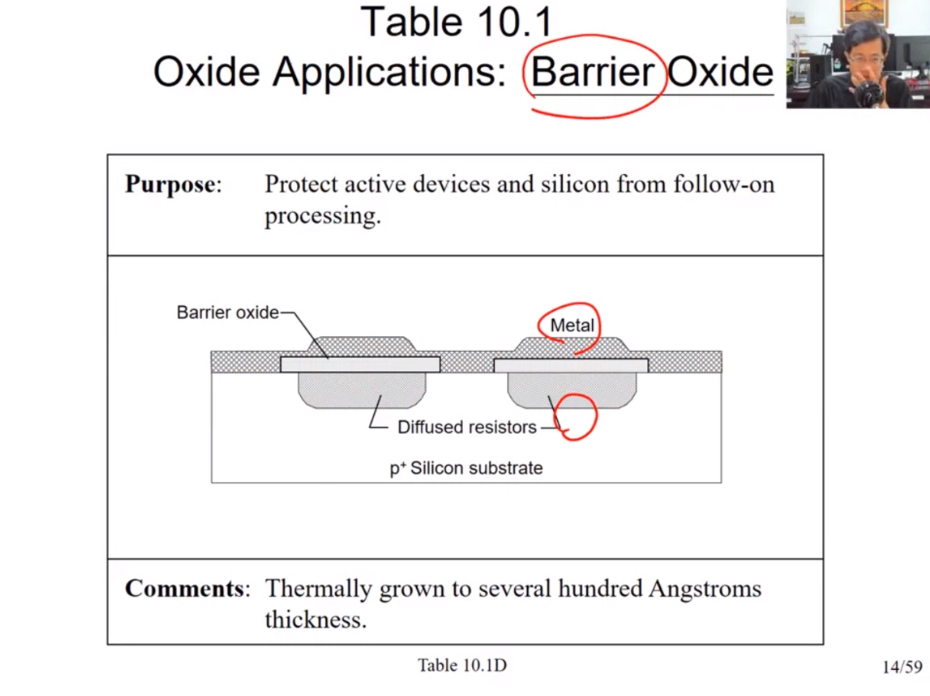 Table 10.1
Oxide Applications: Barrier Oxide
Purpose: Protect active devices and silicon from follow-on
processing.
Barrier oxide
Metal
Diffused resistors
p⁺ Silicon substrate
Comments: Thermally grown to several hundred Angstroms
thickness.
Table 10.1D
14/59